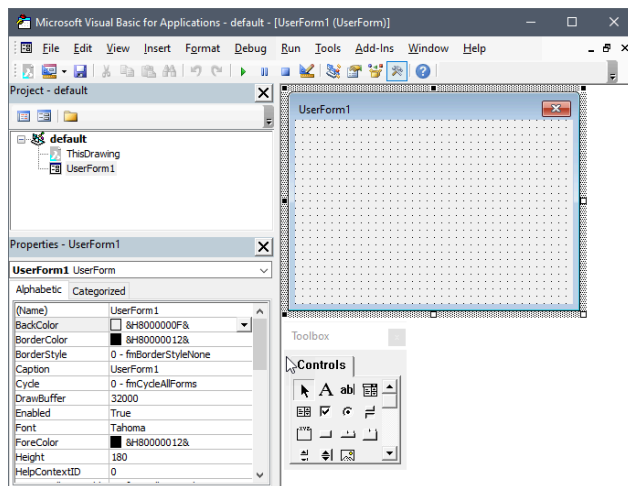 Microsoft Visual Basic for Applications - default - [UserForm1 (UserForm)]
File Edit View Insert Format Debug Run Tools Add-Ins Window Help
Project - default
default
ThisDrawing
UserForm1
UserForm1
Properties - UserForm1
UserForm1 UserForm
Alphabetic Categorized
(Name) UserForm1
BackColor &H8000000F&
BorderColor &H80000012&
BorderStyle 0 - fmBorderStyleNone
Caption UserForm1
Cycle 0 - fmCycleAllForms
DrawBuffer 32000
Enabled True
Font Tahoma
ForeColor &H80000012&
Height 180
HelpContextID 0
Toolbox
Controls
A ab|
XYZ